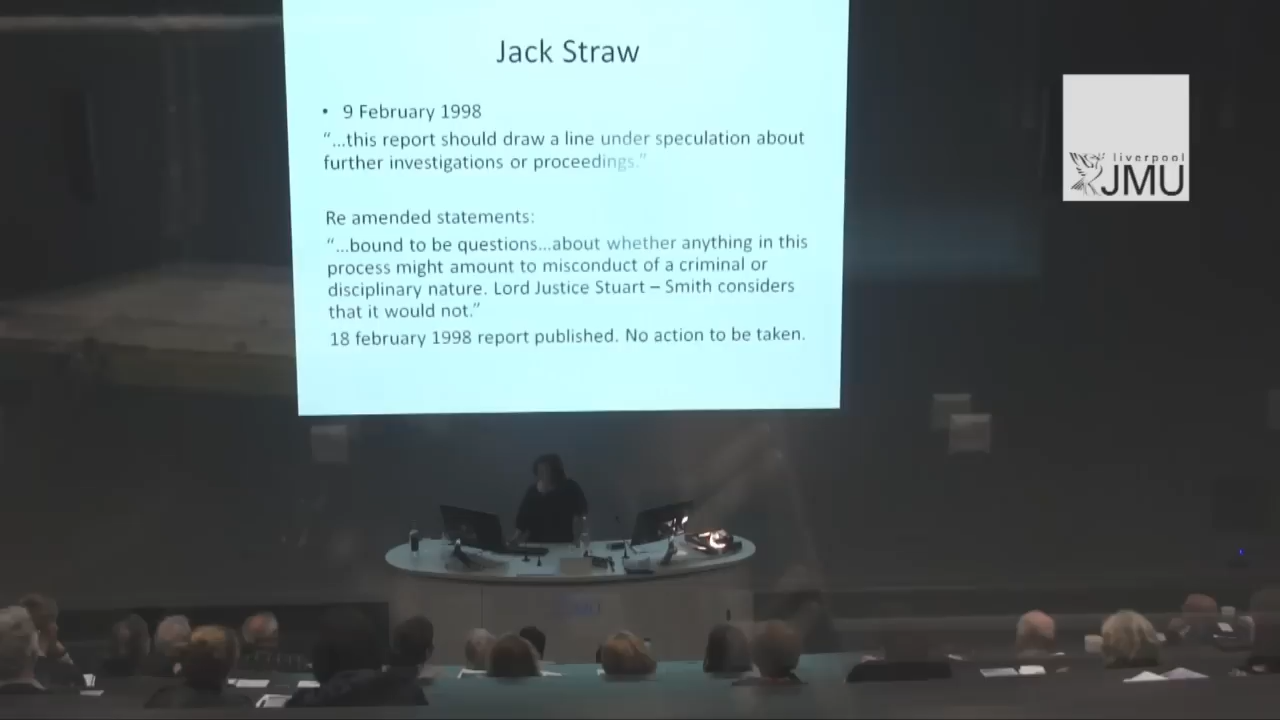 Jack Straw
• 9 February 1998
“...this report should draw a line under speculation about
further investigations or proceedings.”
Re amended statements:
“...bound to be questions...about whether anything in this
process might amount to misconduct of a criminal or
disciplinary nature. Lord Justice Stuart – Smith considers
that it would not.”
18 february 1998 report published. No action to be taken.
liverpool
JMU